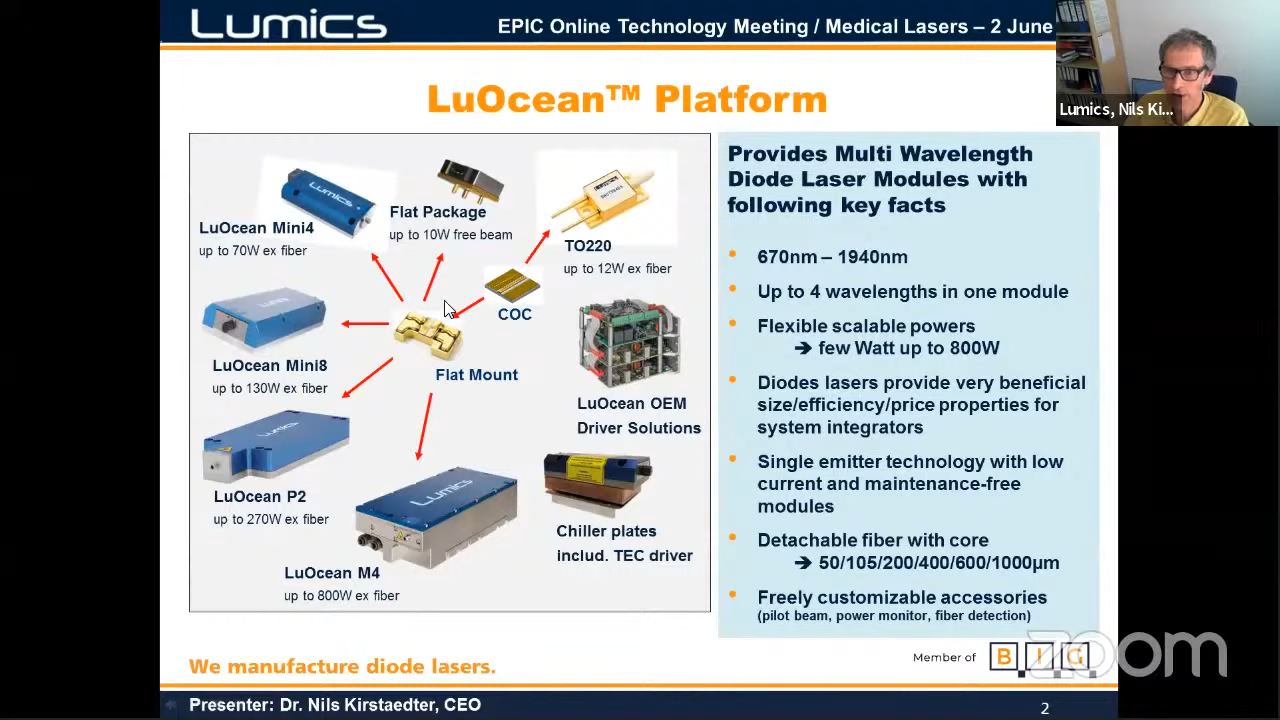 Lumics
EPIC Online Technology Meeting / Medical Lasers – 2 June
Lumics, Nils Ki...
LuOcean™ Platform
LUMICS
LuOcean Mini4
up to 70W ex fiber
Flat Package
up to 10W free beam
TO220
up to 12W ex fiber
COC
LuOcean Mini8
up to 130W ex fiber
Flat Mount
LuOcean OEM
Driver Solutions
LuOcean P2
up to 270W ex fiber
LUMICS
Chiller plates
includ. TEC driver
LuOcean M4
up to 800W ex fiber
Provides Multi Wavelength
Diode Laser Modules with
following key facts
• 670nm – 1940nm
• Up to 4 wavelengths in one module
• Flexible scalable powers
➔ few Watt up to 800W
• Diodes lasers provide very beneficial
size/efficiency/price properties for
system integrators
• Single emitter technology with low
current and maintenance-free
modules
• Detachable fiber with core
➔ 50/105/200/400/600/1000µm
• Freely customizable accessories
(pilot beam, power monitor, fiber detection)
We manufacture diode lasers.
Member of BIG
zoom
Presenter: Dr. Nils Kirstaedter, CEO
2